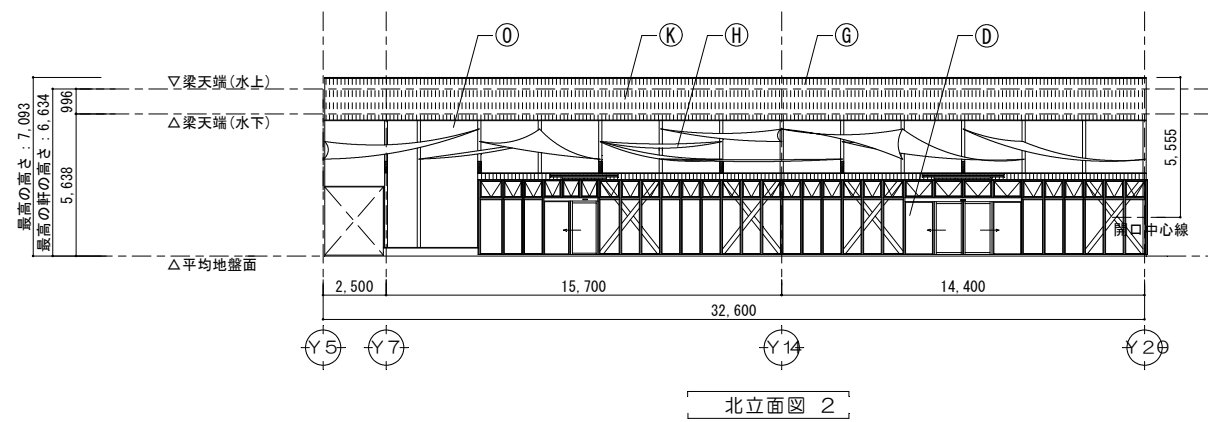 Ⓞ
Ⓚ
Ⓗ
Ⓖ
Ⓓ
▽梁天端(水上)
△梁天端(水下)
△平均地盤面
最高の高さ：7,093
最高の軒の高さ：6,634
996
5,638
5,555
開口中心線
2,500
15,700
14,400
32,600
Y5
Y7
Y14
Y20
北立面図 2